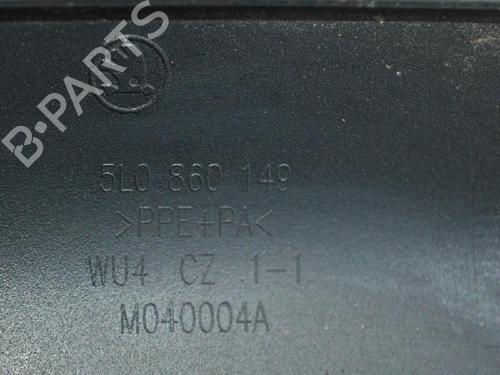 B·PARTS
5L0 860 149
>PPE+PA<
WU4 CZ .1-1
M040004A